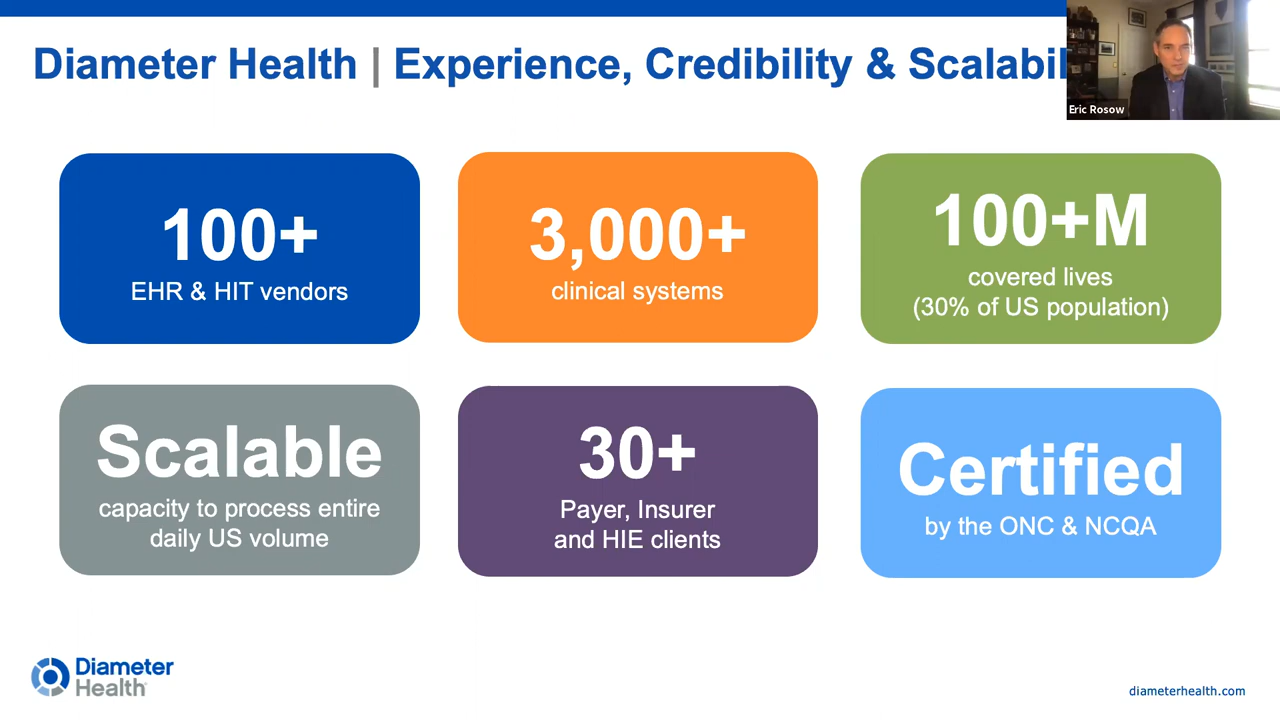 Diameter Health | Experience, Credibility & Scalabil
Eric Rosow
100+
EHR & HIT vendors
3,000+
clinical systems
100+M
covered lives
(30% of US population)
Scalable
capacity to process entire
daily US volume
30+
Payer, Insurer
and HIE clients
Certified
by the ONC & NCQA
Diameter
Health
diameterhealth.com